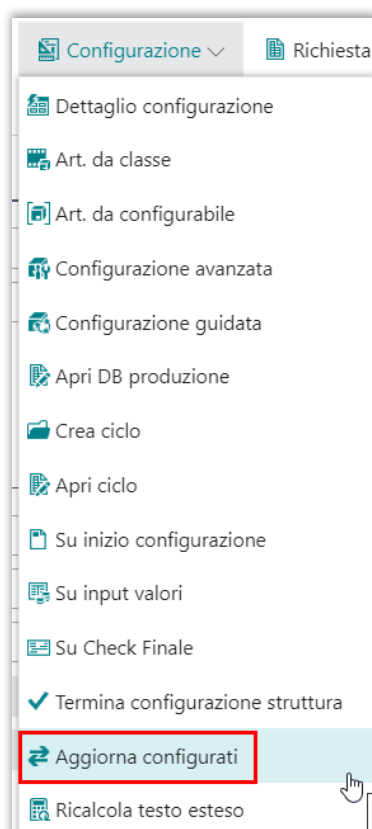 Configurazione
Richiesta
Dettaglio configurazione
Art. da classe
Art. da configurabile
Configurazione avanzata
Configurazione guidata
Apri DB produzione
Crea ciclo
Apri ciclo
Su inizio configurazione
Su input valori
Su Check Finale
Termina configurazione struttura
Aggiorna configurati
Ricalcola testo esteso